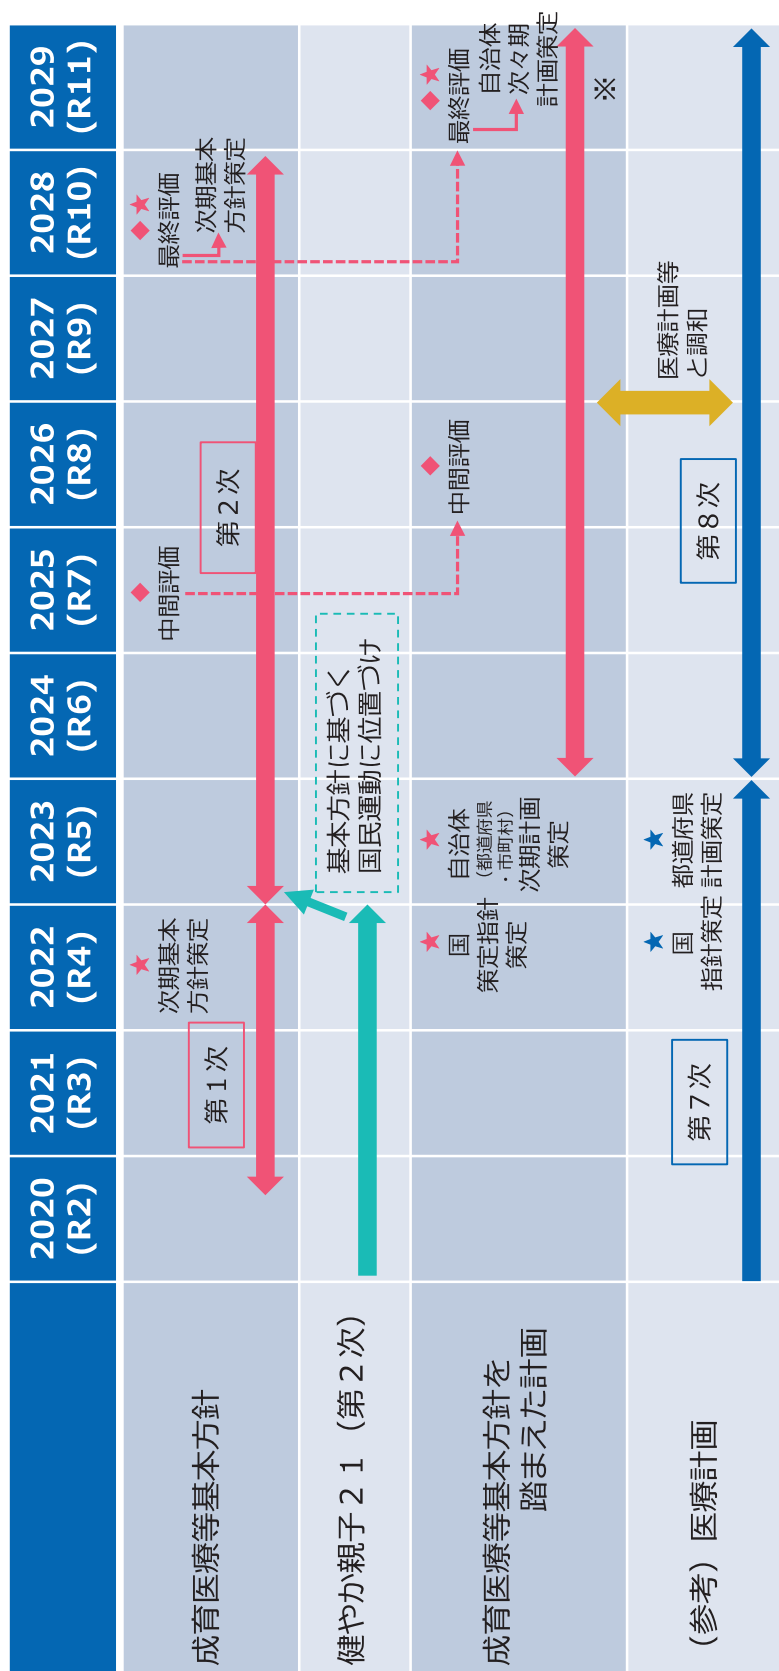 2020
(R2)
2021
(R3)
2022
(R4)
2023
(R5)
2024
(R6)
2025
(R7)
2026
(R8)
2027
(R9)
2028
(R10)
2029
(R11)
成育医療等基本方針
第１次
★
次期基本
方針策定
第２次
◆
中間評価
◆★
最終評価
次期基本
方針策定
健やか親子２１（第２次）
基本方針に基づく
国民運動に位置づけ
成育医療等基本方針を
踏まえた計画
★
国
策定指針
策定
★
自治体
（都道府県
・市町村）
次期計画
策定
◆
中間評価
◆★
最終評価
自治体
次々期
計画策定
※
（参考）医療計画
第７次
★
国
指針策定
★
都道府県
計画策定
第８次
医療計画等
と調和